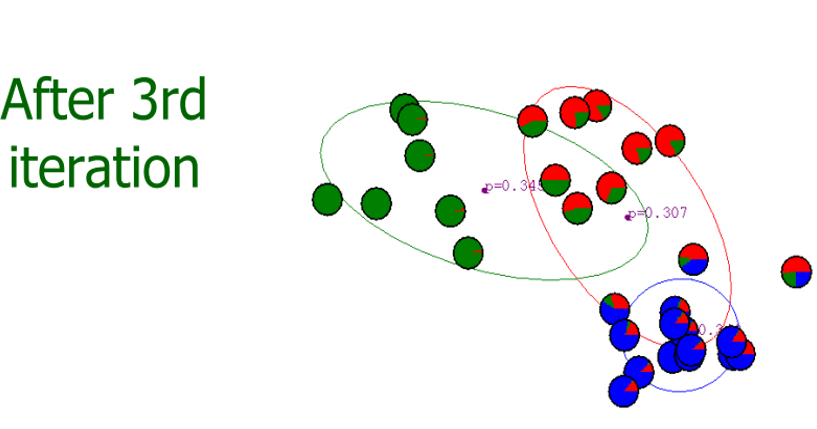 After 3rd
iteration
p=0.307